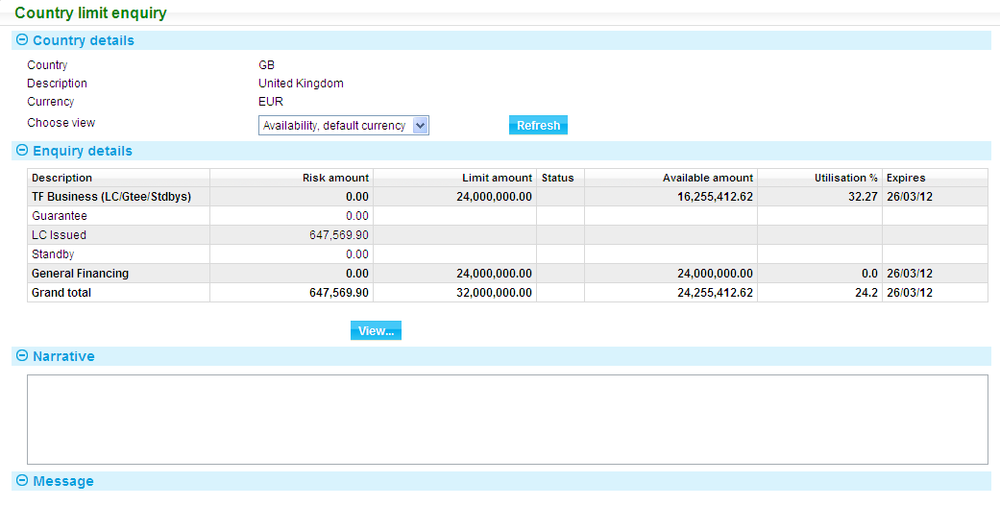 Country limit enquiry
Country details
Country GB
Description United Kingdom
Currency EUR
Choose view Availability, default currency Refresh
Enquiry details
Description Risk amount Limit amount Status Available amount Utilisation % Expires
TF Business (LC/Gtee/Stdbys) 0.00 24,000,000.00 16,255,412.62 32.27 26/03/12
Guarantee 0.00
LC Issued 647,569.90
Standby 0.00
General Financing 0.00 24,000,000.00 24,000,000.00 0.0 26/03/12
Grand total 647,569.90 32,000,000.00 24,255,412.62 24.2 26/03/12
View...
Narrative
Message